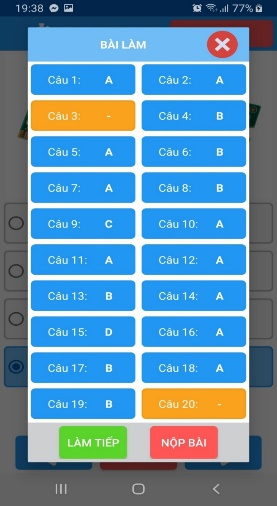 19:38 77%
BÀI LÀM
Câu 1: A Câu 2: A
Câu 3: - Câu 4: B
Câu 5: A Câu 6: B
Câu 7: A Câu 8: B
Câu 9: C Câu 10: A
Câu 11: A Câu 12: A
Câu 13: B Câu 14: A
Câu 15: D Câu 16: A
Câu 17: B Câu 18: A
Câu 19: B Câu 20: -
LÀM TIẾP NỘP BÀI